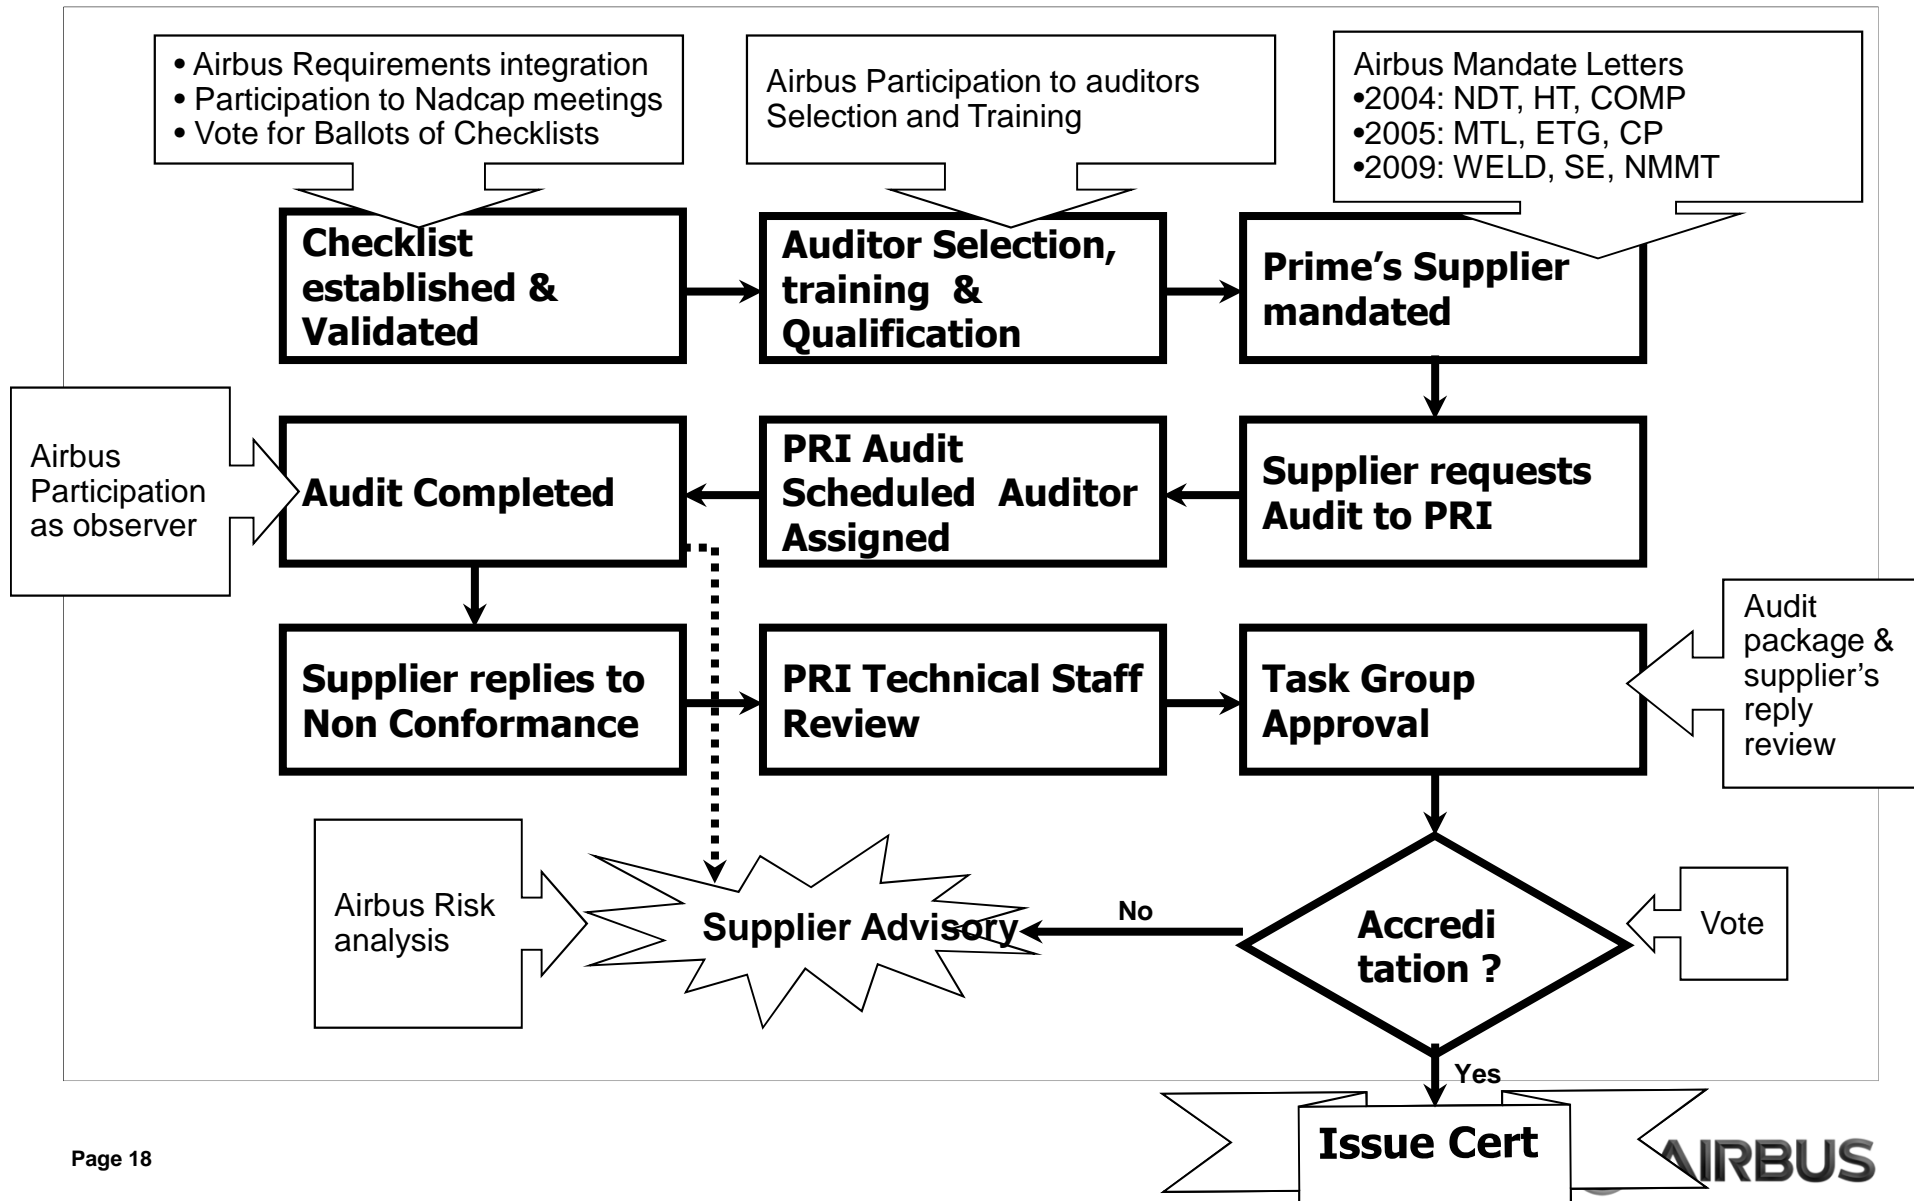 • Airbus Requirements integration
• Participation to Nadcap meetings
• Vote for Ballots of Checklists
Airbus Participation to auditors
Selection and Training
Airbus Mandate Letters
•2004: NDT, HT, COMP
•2005: MTL, ETG, CP
•2009: WELD, SE, NMMT
Checklist
established &
Validated
Auditor Selection,
training &
Qualification
Prime’s Supplier
mandated
Airbus
Participation
as observer
Audit Completed
PRI Audit
Scheduled Auditor
Assigned
Supplier requests
Audit to PRI
Supplier replies to
Non Conformance
PRI Technical Staff
Review
Task Group
Approval
Audit
package &
supplier’s
reply
review
Airbus Risk
analysis
Supplier Advisory
No
Accredi
tation ?
Vote
Yes
Issue Cert
Page 18
AIRBUS